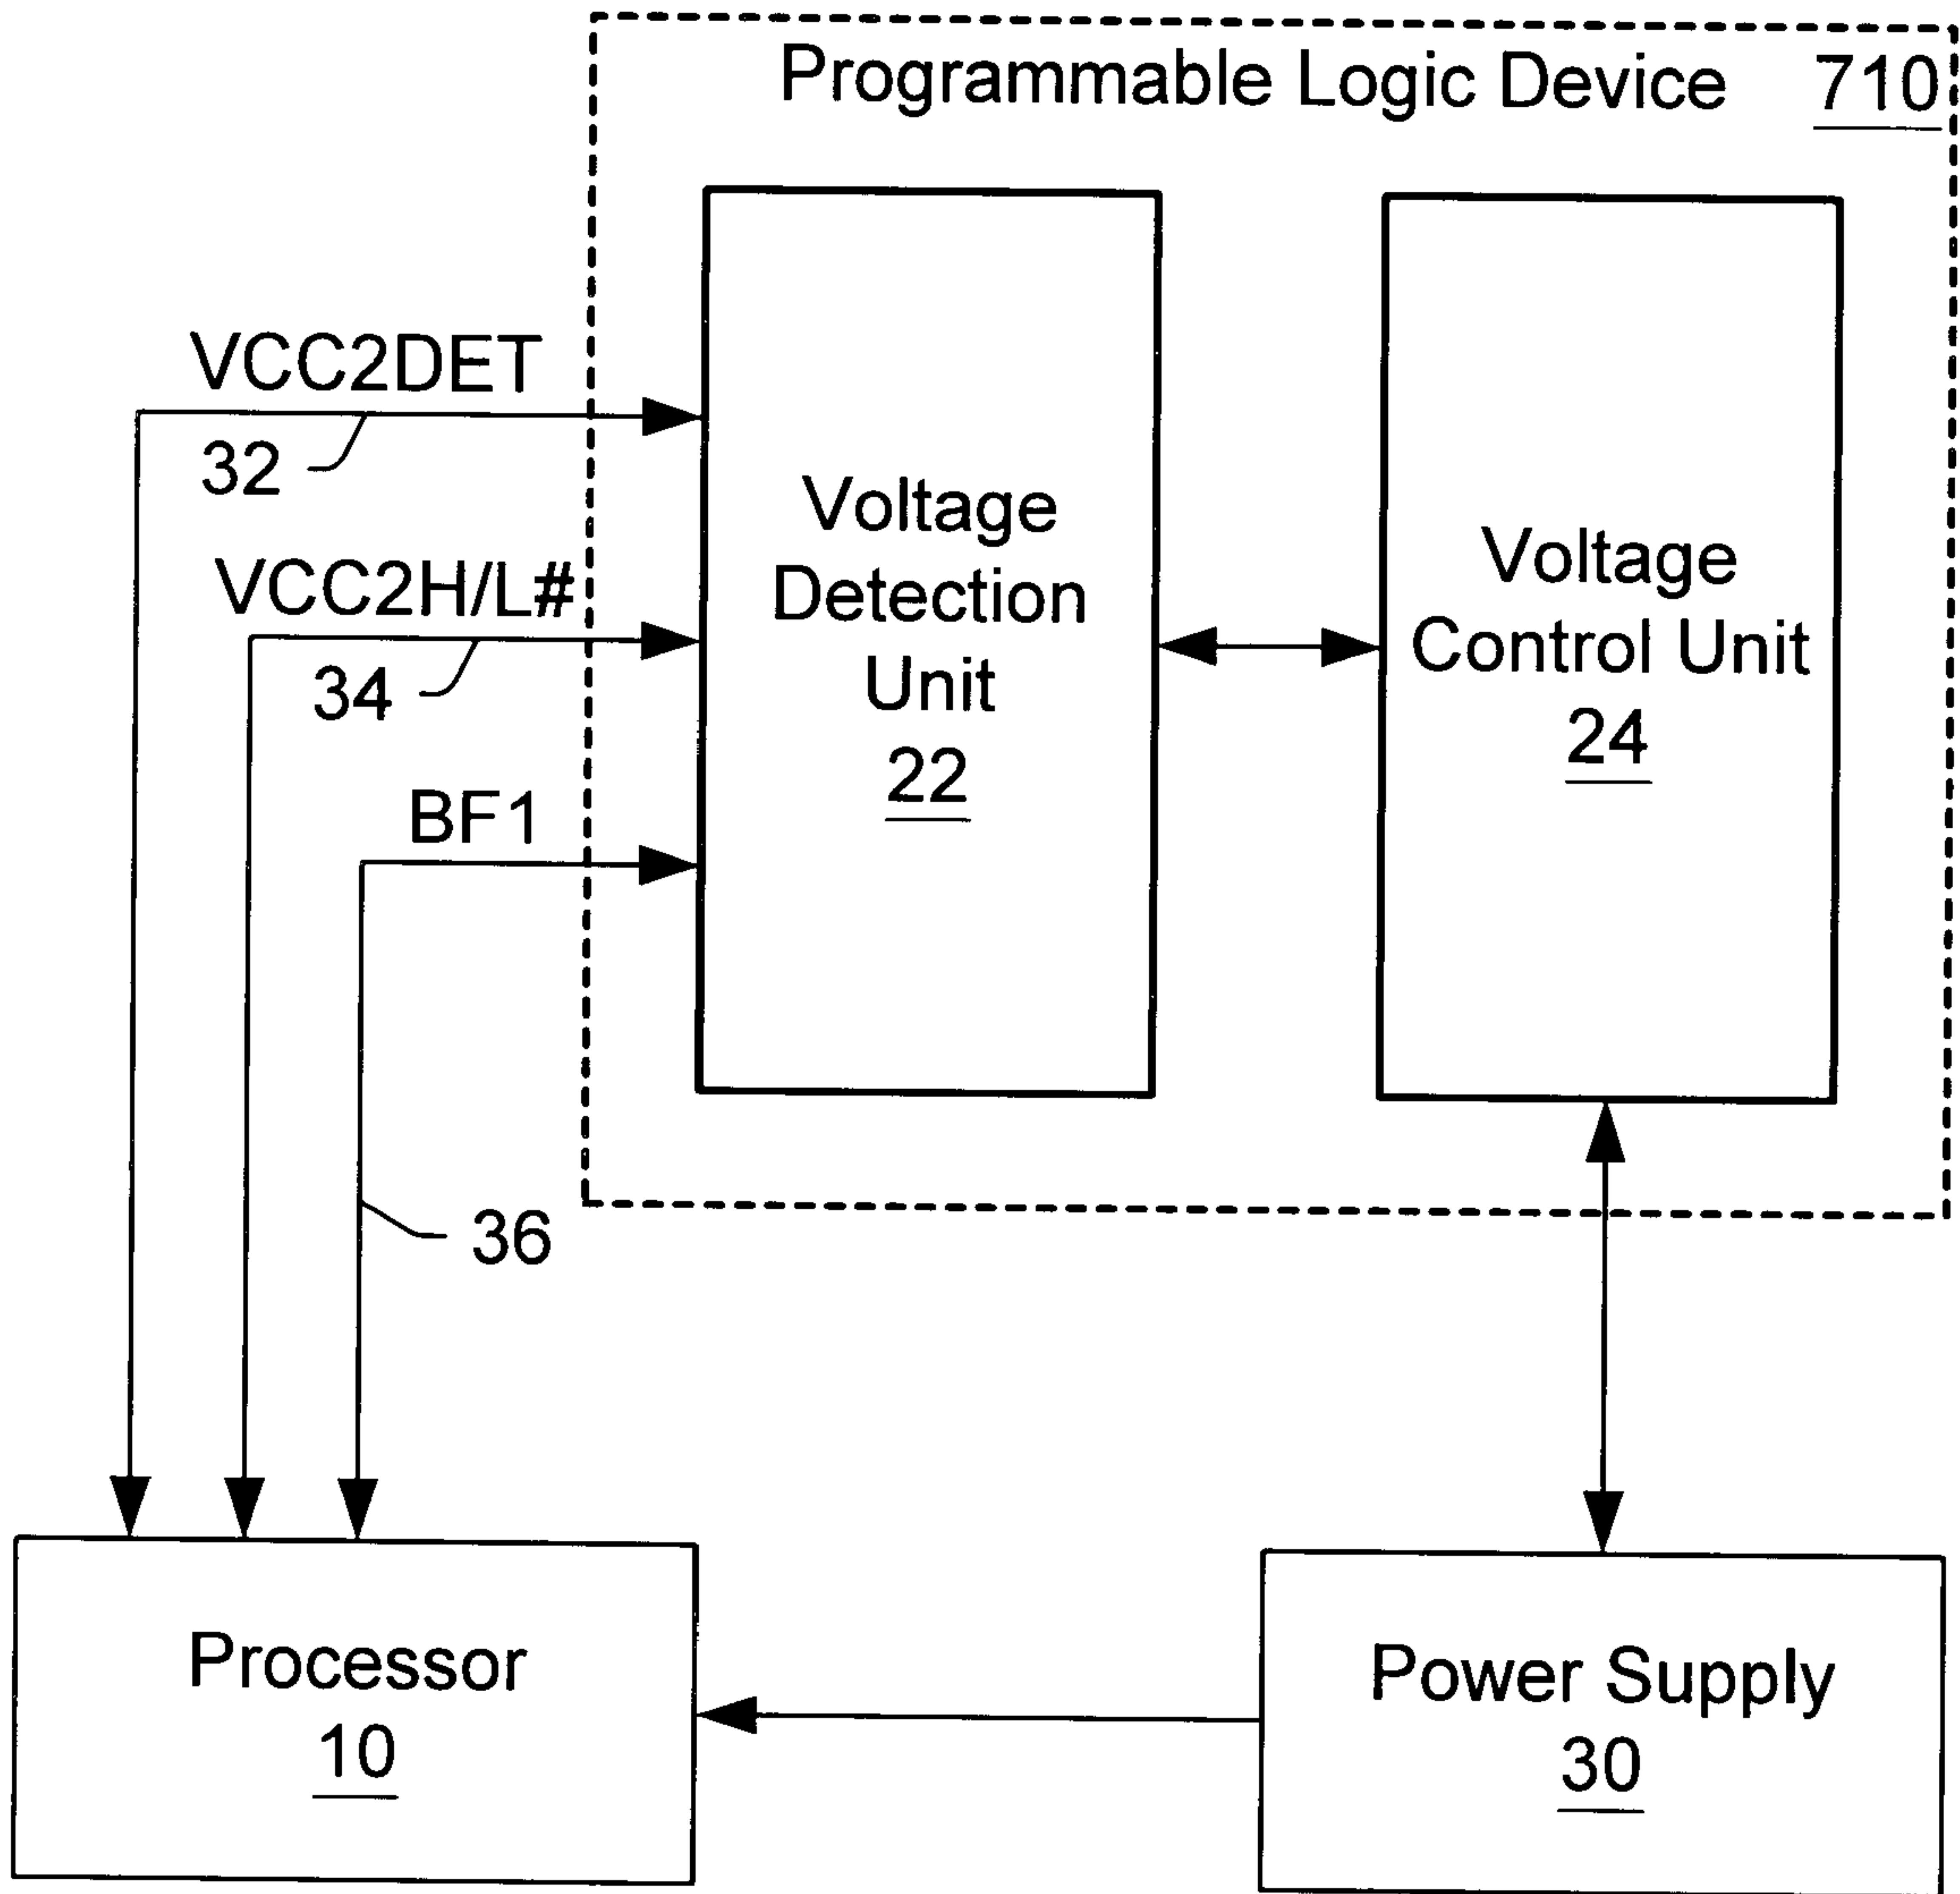 Programmable Logic Device 710
VCC2DET
32
VCC2H/L#
34
BF1
36
Voltage
Detection
Unit
22
Voltage
Control Unit
24
Processor
10
Power Supply
30